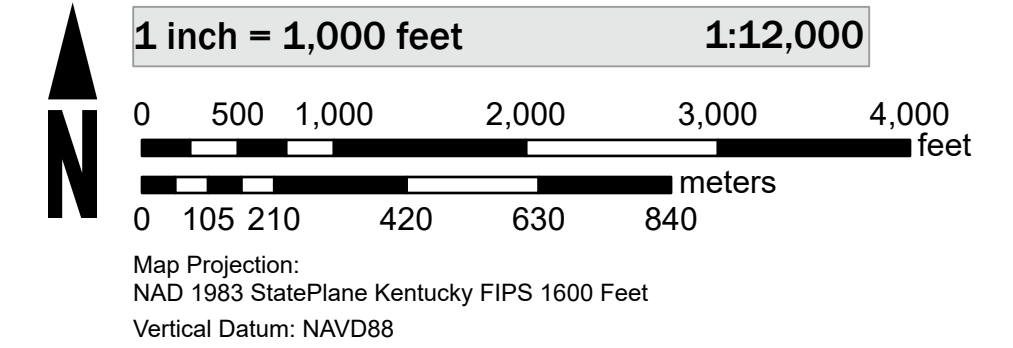 1 inch = 1,000 feet 1:12,000
0 500 1,000 2,000 3,000 4,000
feet
meters
0 105 210 420 630 840
N
Map Projection:
NAD 1983 StatePlane Kentucky FIPS 1600 Feet
Vertical Datum: NAVD88